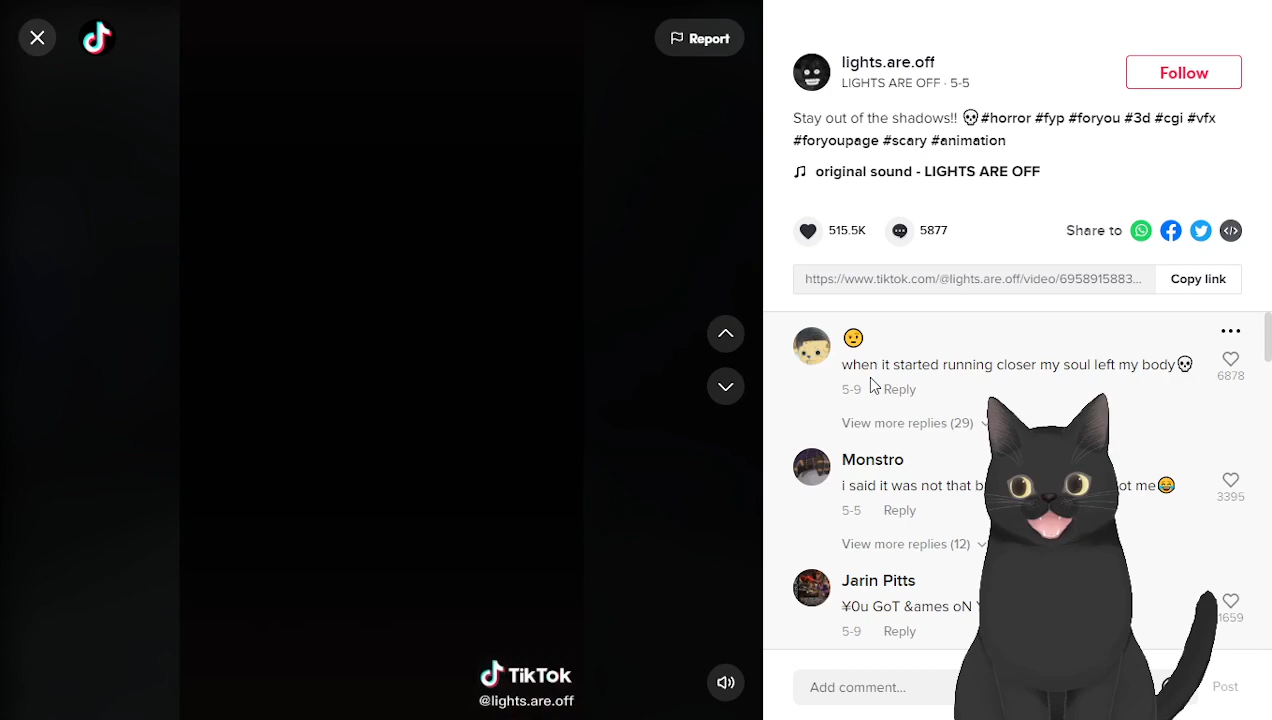 Report
lights.are.off
LIGHTS ARE OFF · 5-5
Follow
Stay out of the shadows!! 💀#horror #fyp #foryou #3d #cgi #vfx
#foryoupage #scary #animation
original sound - LIGHTS ARE OFF
515.5K
5877
Share to
https://www.tiktok.com/@lights.are.off/video/6958915883...
Copy link
when it started running closer my soul left my body💀
6878
5-9 Reply
View more replies (29)
Monstro
i said it was not that b ot me😂
3395
5-5 Reply
View more replies (12)
Jarin Pitts
¥0u GoT &ames oN
1659
5-9 Reply
TikTok
@lights.are.off
Add comment...
Post